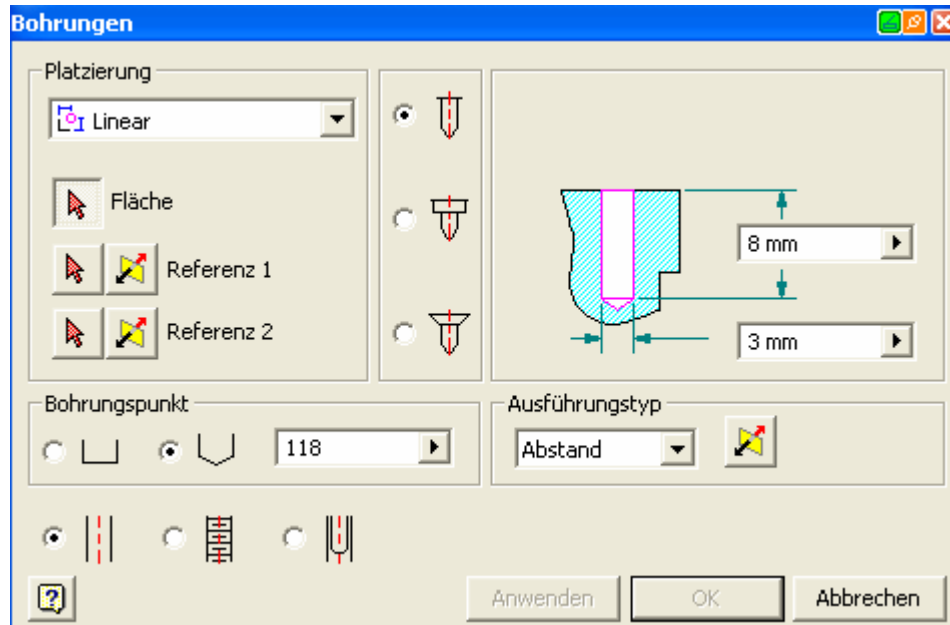 Bohrungen
Platzierung
Linear
Fläche
Referenz 1
Referenz 2
8 mm
3 mm
Bohrungspunkt
118
Ausführungstyp
Abstand
?
Anwenden
OK
Abbrechen